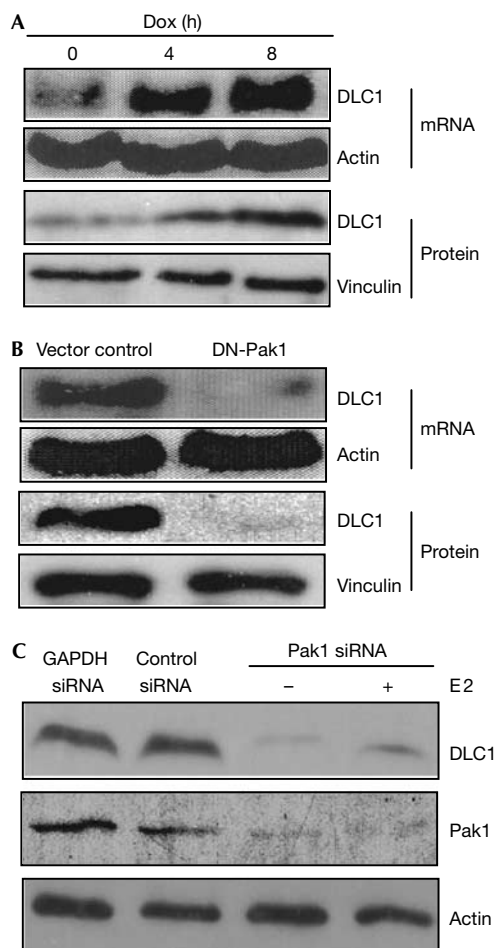 A
Dox (h)
0 4 8
DLC1
Actin
mRNA
DLC1
Vinculin
Protein
B
Vector control DN-Pak1
DLC1
Actin
mRNA
DLC1
Vinculin
Protein
C
GAPDH siRNA Control siRNA Pak1 siRNA
– + E2
DLC1
Pak1
Actin